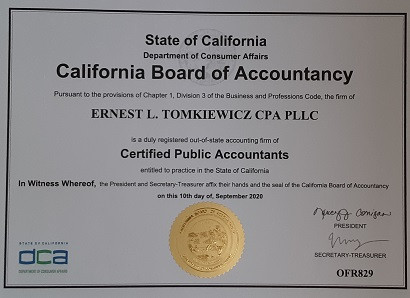 State of California
Department of Consumer Affairs
California Board of Accountancy
Pursuant to the provisions of Chapter 1, Division 3 of the Business and Professions Code, the firm of
ERNEST L. TOMKIEWICZ CPA PLLC
is a duly registered out-of-state accounting firm of
Certified Public Accountants
entitled to practice in the State of California
In Witness Whereof, the President and Secretary-Treasurer affix their hands and the seal of the California Board of Accountancy
on this 10th day of, September 2020
PRESIDENT
SECRETARY-TREASURER
OFR829
STATE OF CALIFORNIA
dca
DEPARTMENT OF CONSUMER AFFAIRS